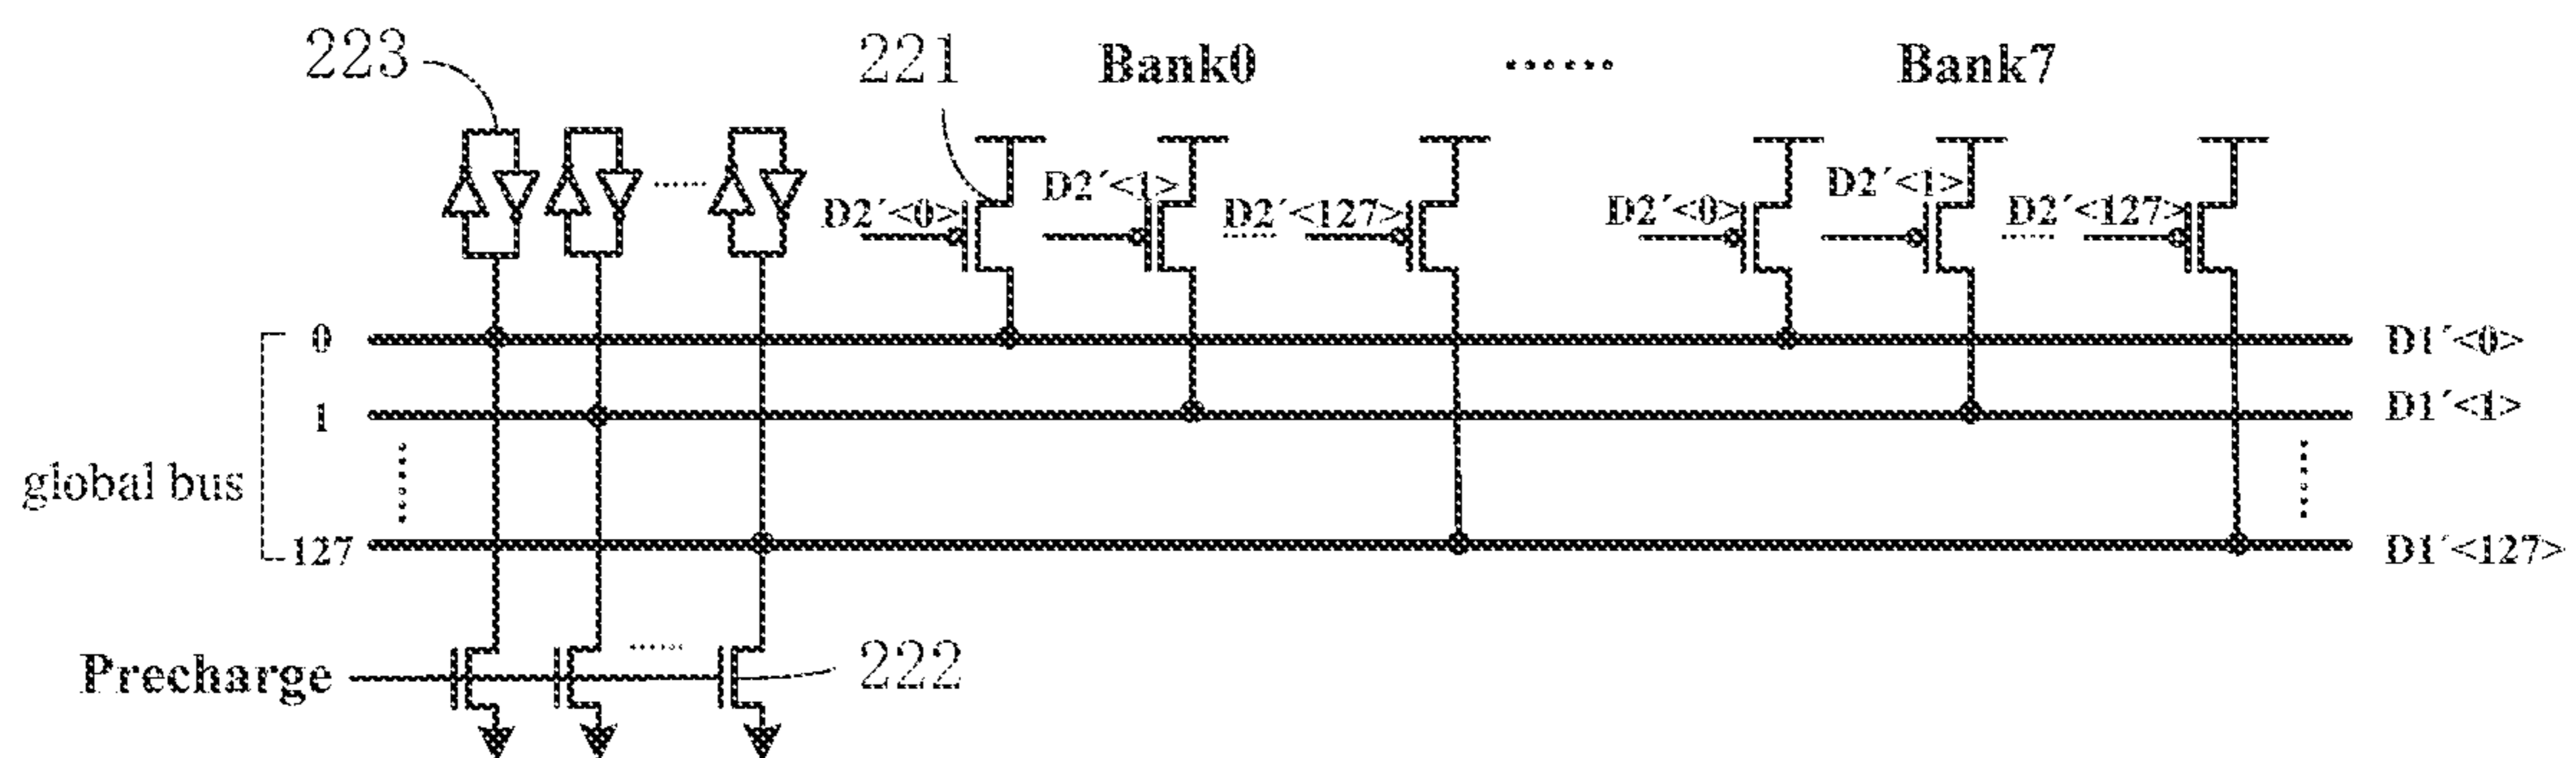 223
221
Bank0
......
Bank7
D2´<0>
D2´<1>
D2´<127>
D2´<0>
D2´<1>
D2´<127>
0
D1´<0>
1
D1´<1>
global bus
127
D1´<127>
Precharge
222